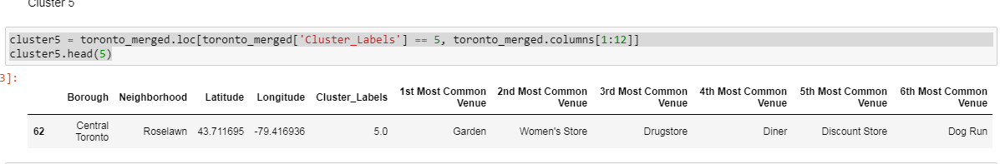 Cluster 5
cluster5 = toronto_merged.loc[toronto_merged['Cluster_Labels'] == 5, toronto_merged.columns[1:12]]
cluster5.head(5)
3]:
Borough Neighborhood Latitude Longitude Cluster_Labels 1st Most Common Venue 2nd Most Common Venue 3rd Most Common Venue 4th Most Common Venue 5th Most Common Venue 6th Most Common Venue
62 Central Toronto Roselawn 43.711695 -79.416936 5.0 Garden Women's Store Drugstore Diner Discount Store Dog Run